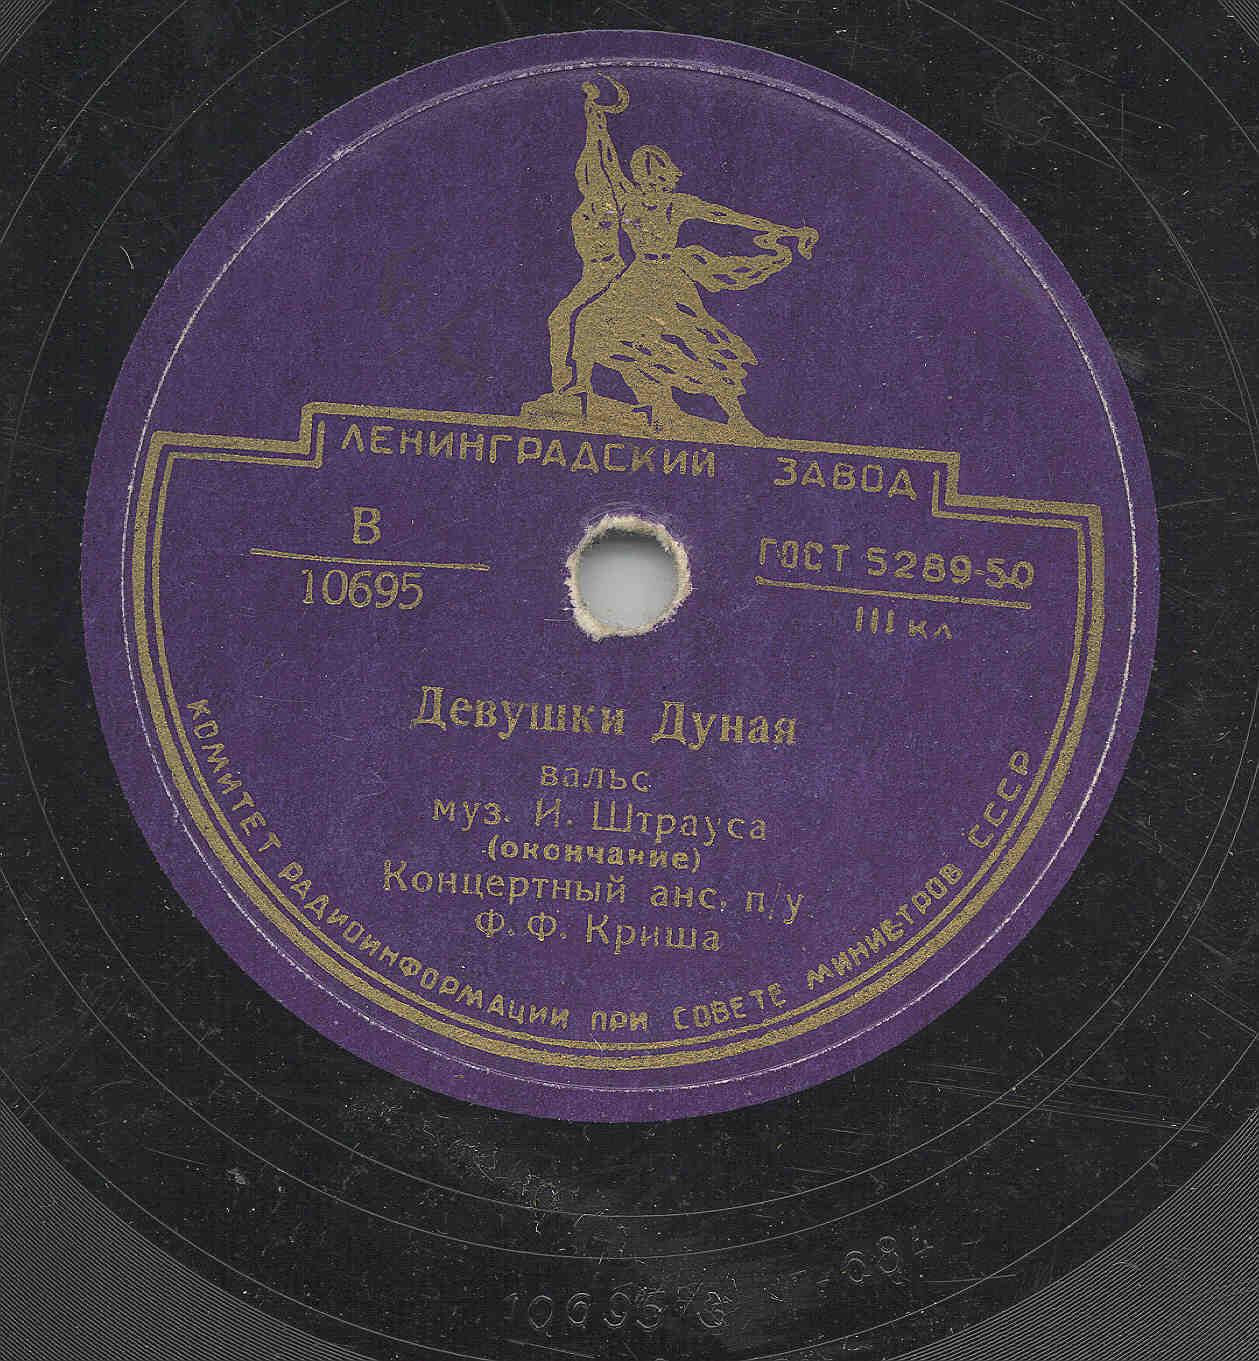 ЛЕНИНГРАДСКИЙ ЗАВОД
В
10695
ГОСТ 5289-50
III кл
Девушки Дуная
вальс
муз. И. Штрауса
(окончание)
Концертный анс. п/у
Ф. Ф. Криша
КОМИТЕТ РАДИОИНФОРМАЦИИ ПРИ СОВЕТЕ МИНИСТРОВ СССР